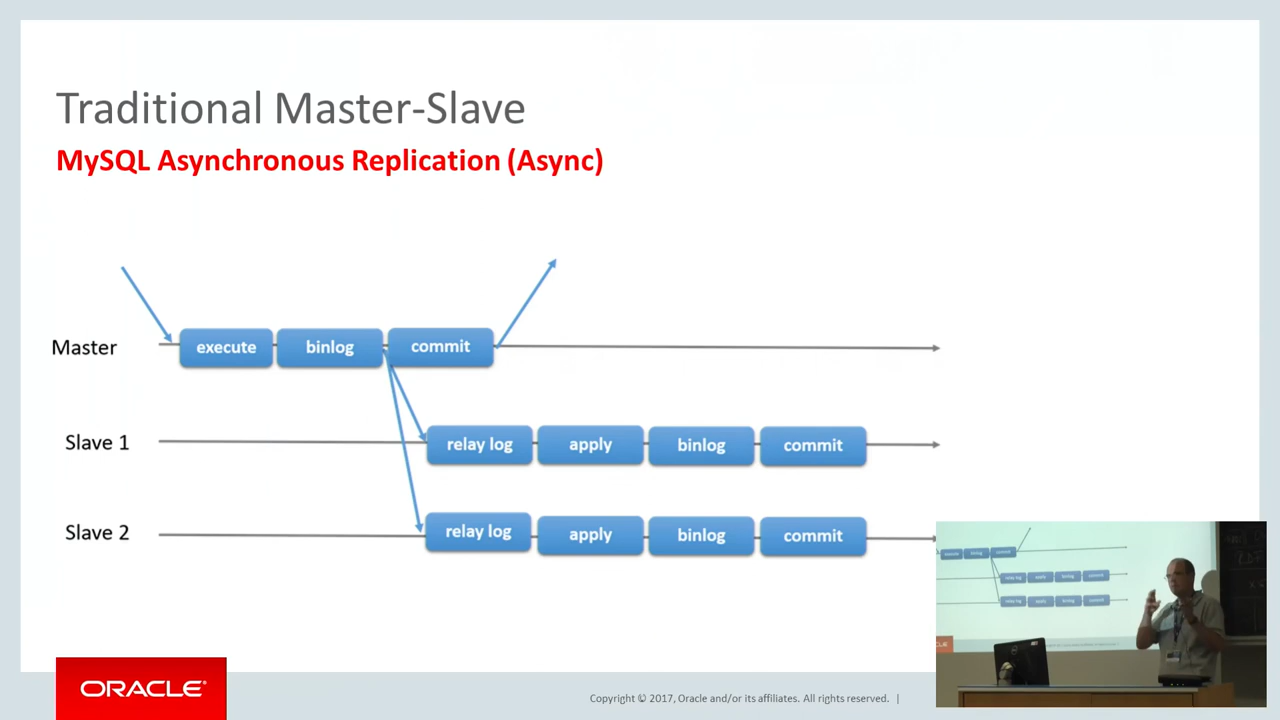 Traditional Master-Slave
MySQL Asynchronous Replication (Async)
Master
execute
binlog
commit
Slave 1
relay log
apply
binlog
commit
Slave 2
relay log
apply
binlog
commit
ORACLE®
Copyright © 2017, Oracle and/or its affiliates. All rights reserved. |